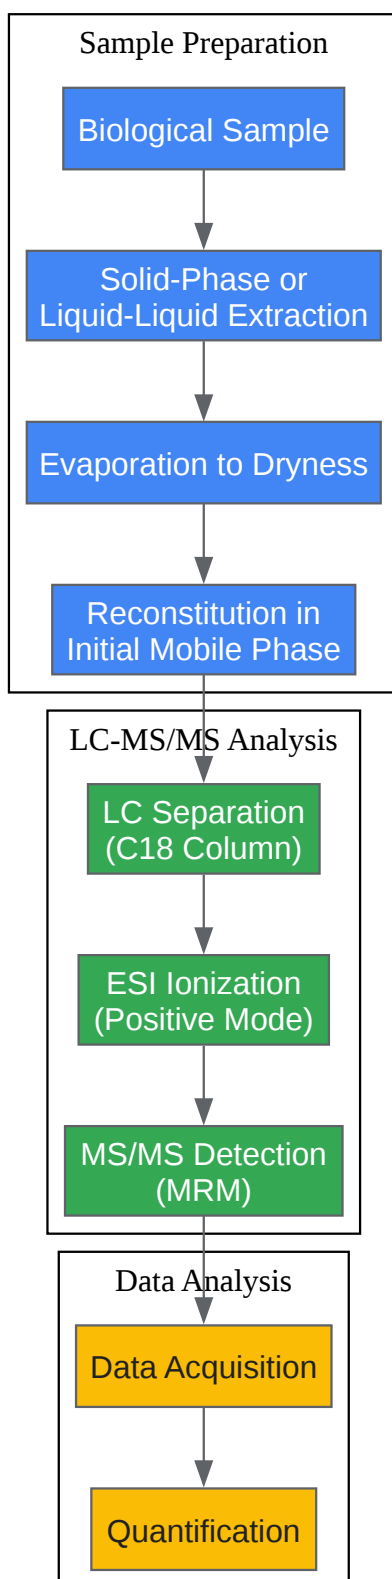 Sample Preparation
Biological Sample
Solid-Phase or
Liquid-Liquid Extraction
Evaporation to Dryness
Reconstitution in
Initial Mobile Phase
LC-MS/MS Analysis
LC Separation
(C18 Column)
ESI Ionization
(Positive Mode)
MS/MS Detection
(MRM)
Data Analysis
Data Acquisition
Quantification